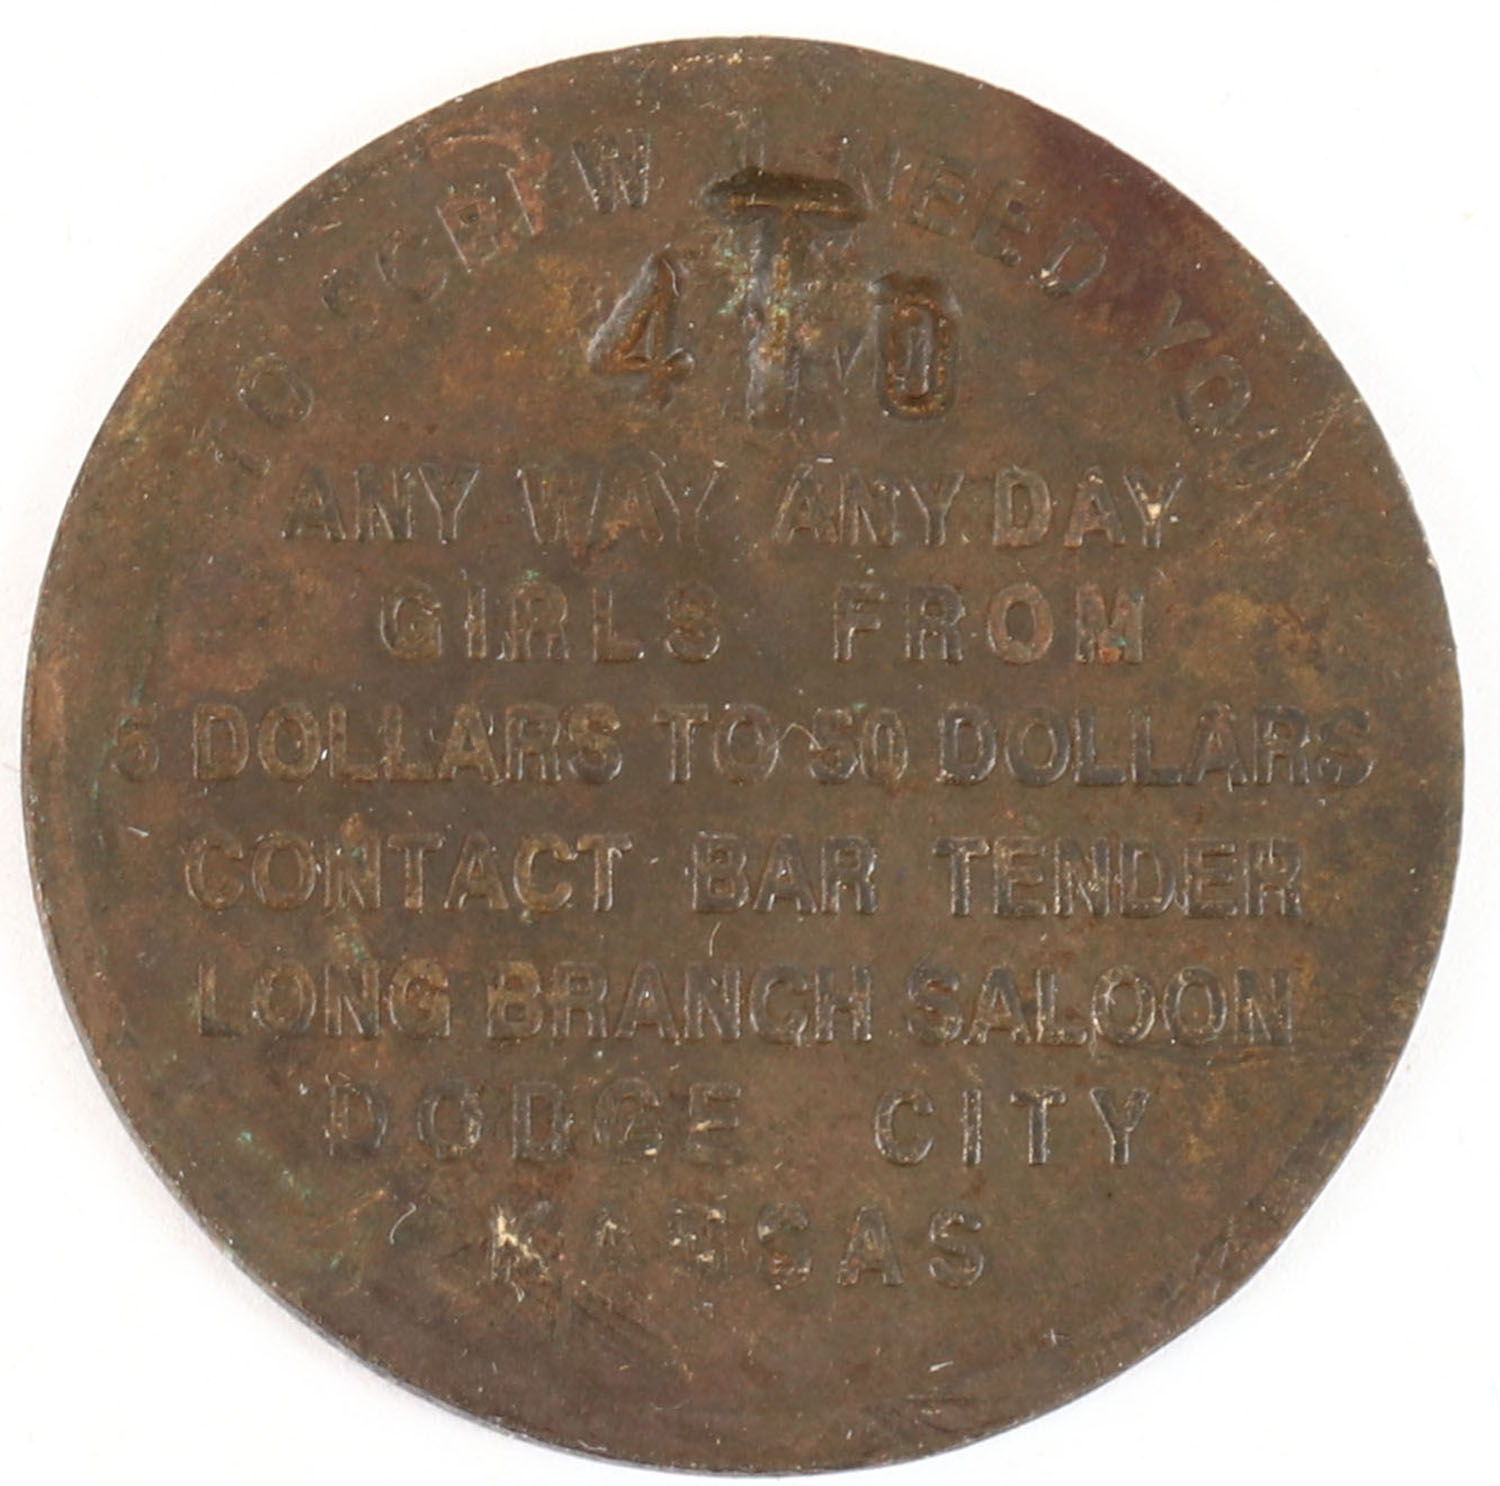 TO SCREW I NEED YOU
4 T 0
ANY WAY ANY DAY
GIRLS FROM
5 DOLLARS TO 50 DOLLARS
CONTACT BAR TENDER
LONG BRANCH SALOON
DODGE CITY
KANSAS